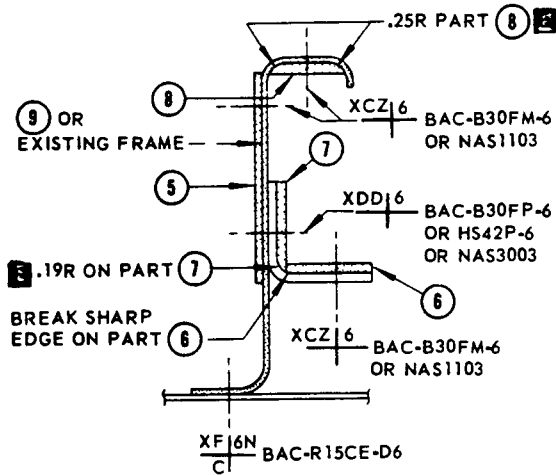 .25R PART 8
8
XCZ 6
BAC-B30FM-6
OR NAS1103
9 OR
EXISTING FRAME
7
5
XDD 6
BAC-B30FP-6
OR HS42P-6
OR NAS3003
.19R ON PART 7
6
BREAK SHARP
EDGE ON PART 6
XCZ 6
BAC-B30FM-6
OR NAS1103
XF 6N
C
BAC-R15CE-D6